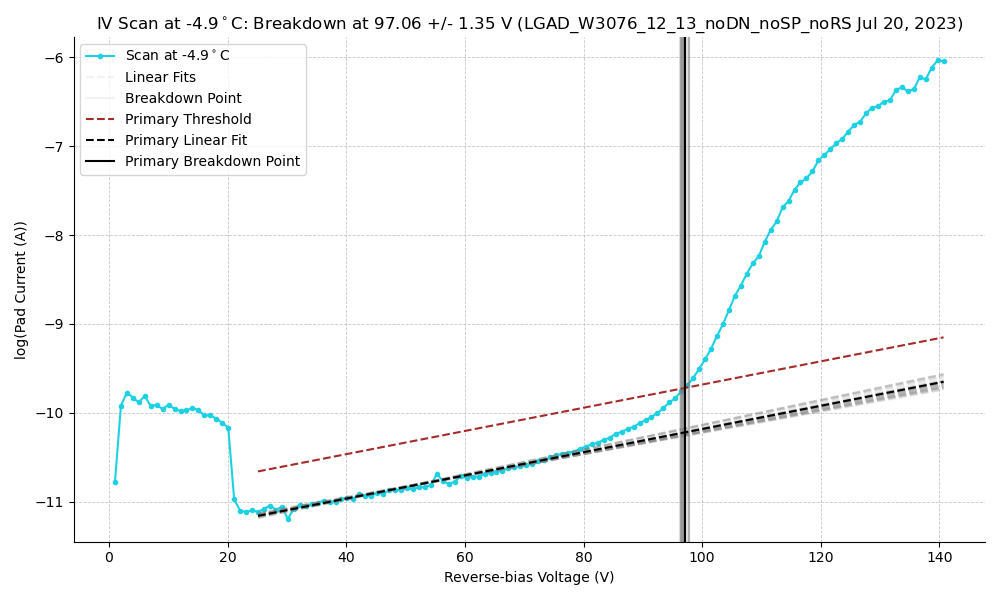 IV Scan at -4.9°C: Breakdown at 97.06 +/- 1.35 V (LGAD_W3076_12_13_noDN_noSP_noRS Jul 20, 2023)
Scan at -4.9°C
Linear Fits
Breakdown Point
Primary Threshold
Primary Linear Fit
Primary Breakdown Point
log(Pad Current (A))
−6
−7
−8
−9
−10
−11
0 20 40 60 80 100 120 140
Reverse-bias Voltage (V)